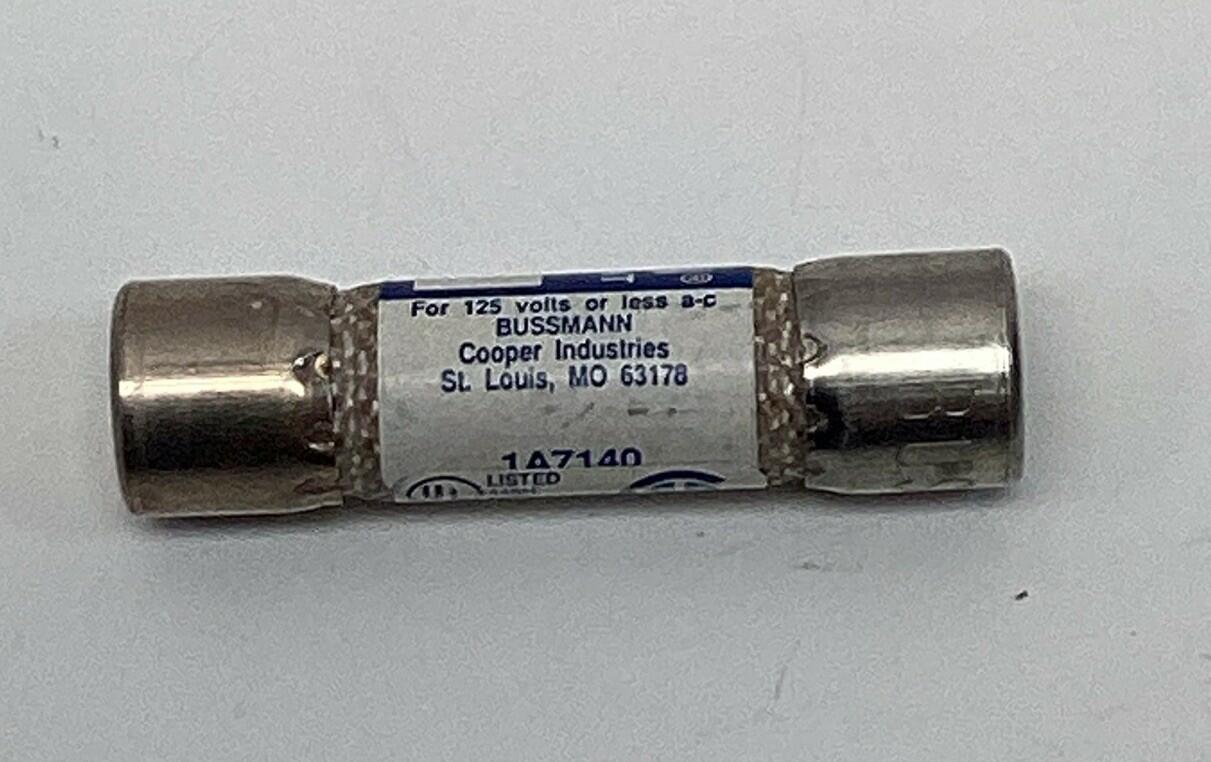 For 125 volts or less a-c
BUSSMANN
Cooper Industries
St. Louis, MO 63178
1A7140
LISTED